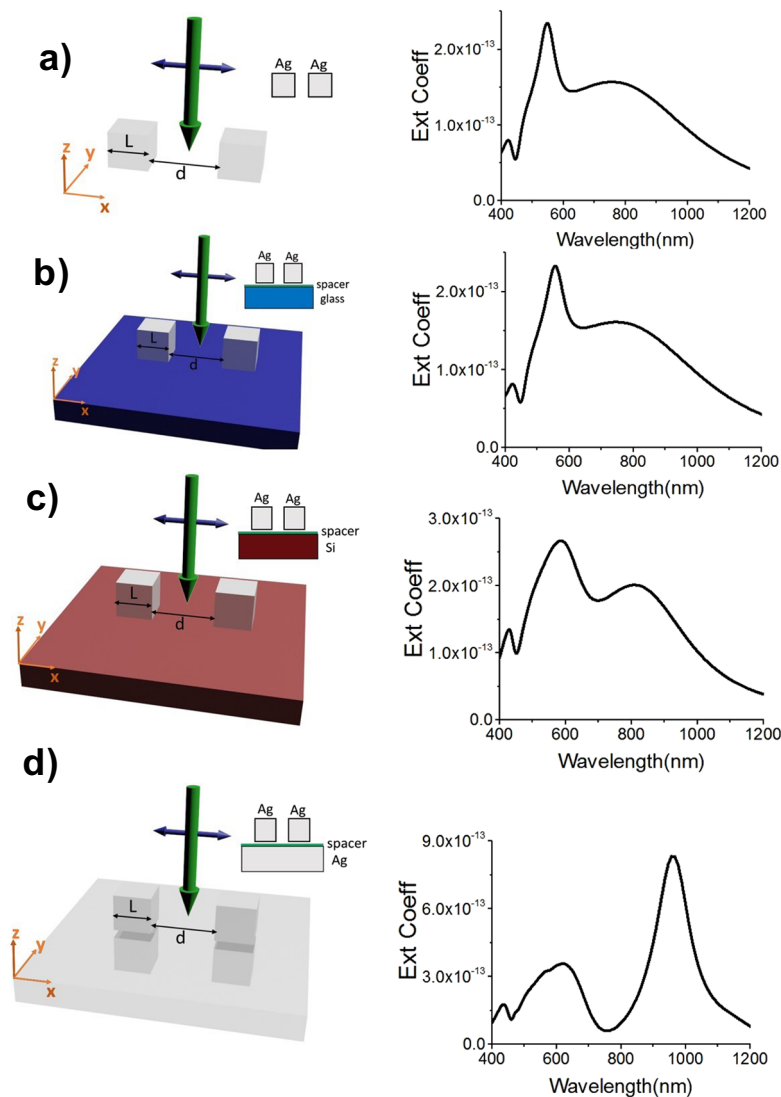 a)
Ag Ag
L
d
z
y
x
Ext Coeff
2.0x10⁻¹³
1.0x10⁻¹³
0.0
400 600 800 1000 1200
Wavelength(nm)
b)
Ag Ag
spacer
glass
L
d
z
y
x
Ext Coeff
2.0x10⁻¹³
1.0x10⁻¹³
0.0
400 600 800 1000 1200
Wavelength(nm)
c)
Ag Ag
spacer
Si
L
d
z
y
x
Ext Coeff
3.0x10⁻¹³
2.0x10⁻¹³
1.0x10⁻¹³
0.0
400 600 800 1000 1200
Wavelength(nm)
d)
Ag Ag
spacer
Ag
L
d
z
y
x
Ext Coeff
9.0x10⁻¹³
6.0x10⁻¹³
3.0x10⁻¹³
0.0
400 600 800 1000 1200
Wavelength(nm)